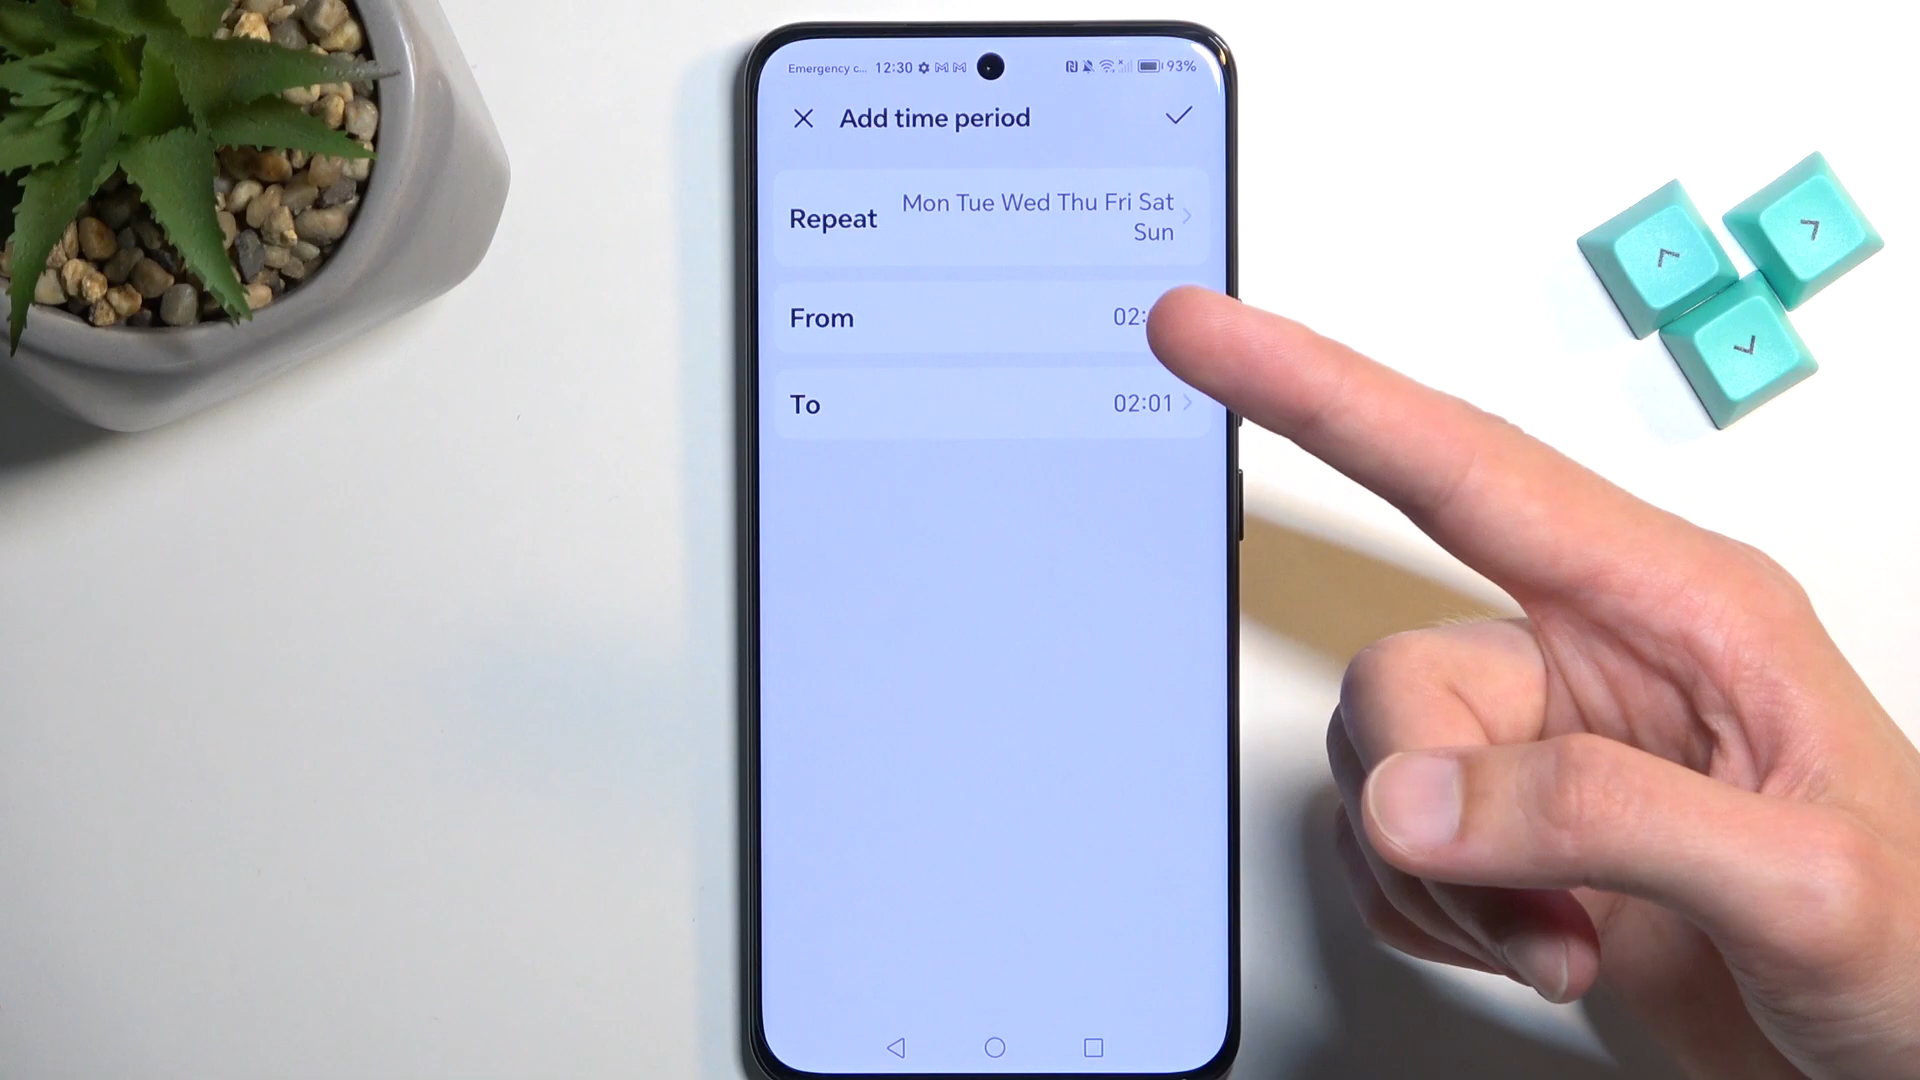 Emergency c... 12:30 93%
Add time period
Repeat Mon Tue Wed Thu Fri Sat
Sun
From 02:
To 02:01